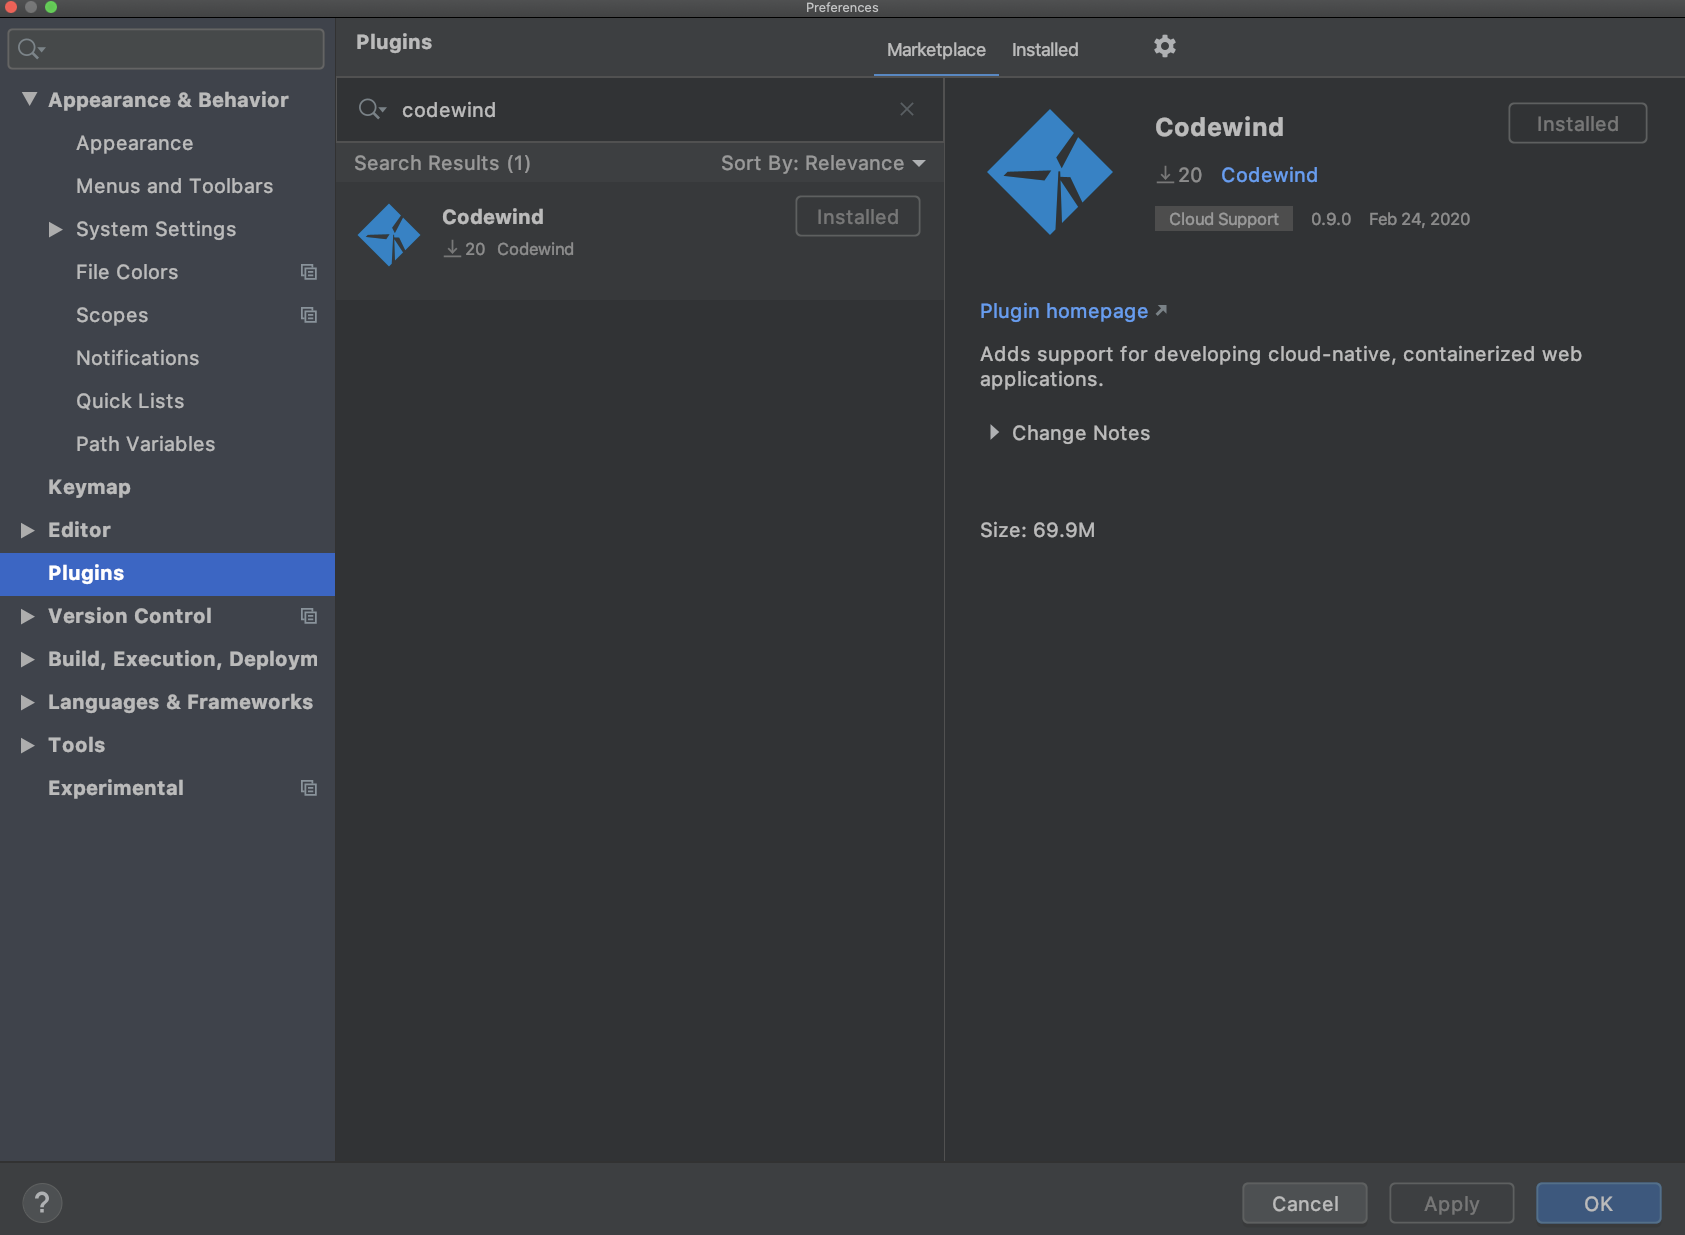 Preferences
Appearance & Behavior
Appearance
Menus and Toolbars
System Settings
File Colors
Scopes
Notifications
Quick Lists
Path Variables
Keymap
Editor
Plugins
Version Control
Build, Execution, Deploym
Languages & Frameworks
Tools
Experimental
Plugins
Marketplace Installed
codewind
Search Results (1) Sort By: Relevance
Codewind Installed
20 Codewind
Codewind Installed
20 Codewind
Cloud Support 0.9.0 Feb 24, 2020
Plugin homepage
Adds support for developing cloud-native, containerized web
applications.
Change Notes
Size: 69.9M
? Cancel Apply OK